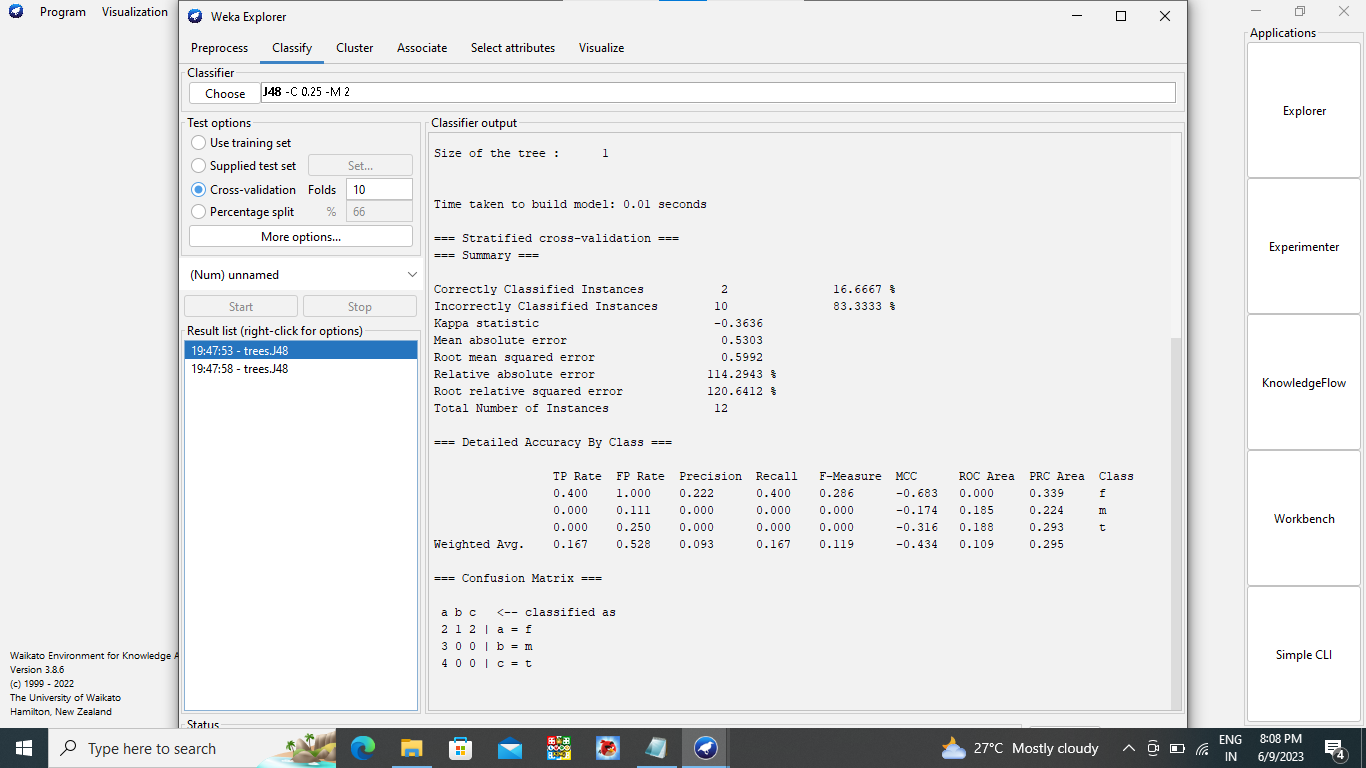 Program Visualization
Weka Explorer
Applications
Preprocess Classify Cluster Associate Select attributes Visualize
Classifier
Choose J48 -C 0.25 -M 2
Test options
Use training set
Supplied test set Set...
Cross-validation Folds 10
Percentage split % 66
More options...
(Num) unnamed
Start Stop
Result list (right-click for options)
19:47:53 - trees.J48
19:47:58 - trees.J48
Classifier output
Size of the tree : 1
Time taken to build model: 0.01 seconds
=== Stratified cross-validation ===
=== Summary ===
Correctly Classified Instances 2 16.6667 %
Incorrectly Classified Instances 10 83.3333 %
Kappa statistic -0.3636
Mean absolute error 0.5303
Root mean squared error 0.5992
Relative absolute error 114.2943 %
Root relative squared error 120.6412 %
Total Number of Instances 12
=== Detailed Accuracy By Class ===
TP Rate FP Rate Precision Recall F-Measure MCC ROC Area PRC Area Class
0.400 1.000 0.222 0.400 0.286 -0.683 0.000 0.339 f
0.000 0.111 0.000 0.000 0.000 -0.174 0.185 0.224 m
0.000 0.250 0.000 0.000 0.000 -0.316 0.188 0.293 t
Weighted Avg. 0.167 0.528 0.093 0.167 0.119 -0.434 0.109 0.295
=== Confusion Matrix ===
a b c <-- classified as
2 1 2 | a = f
3 0 0 | b = m
4 0 0 | c = t
Explorer
Experimenter
KnowledgeFlow
Workbench
Simple CLI
Waikato Environment for Knowledge A
Version 3.8.6
(c) 1999 - 2022
The University of Waikato
Hamilton, New Zealand
Status
Type here to search
27°C Mostly cloudy
ENG
IN
8:08 PM
6/9/2023
4